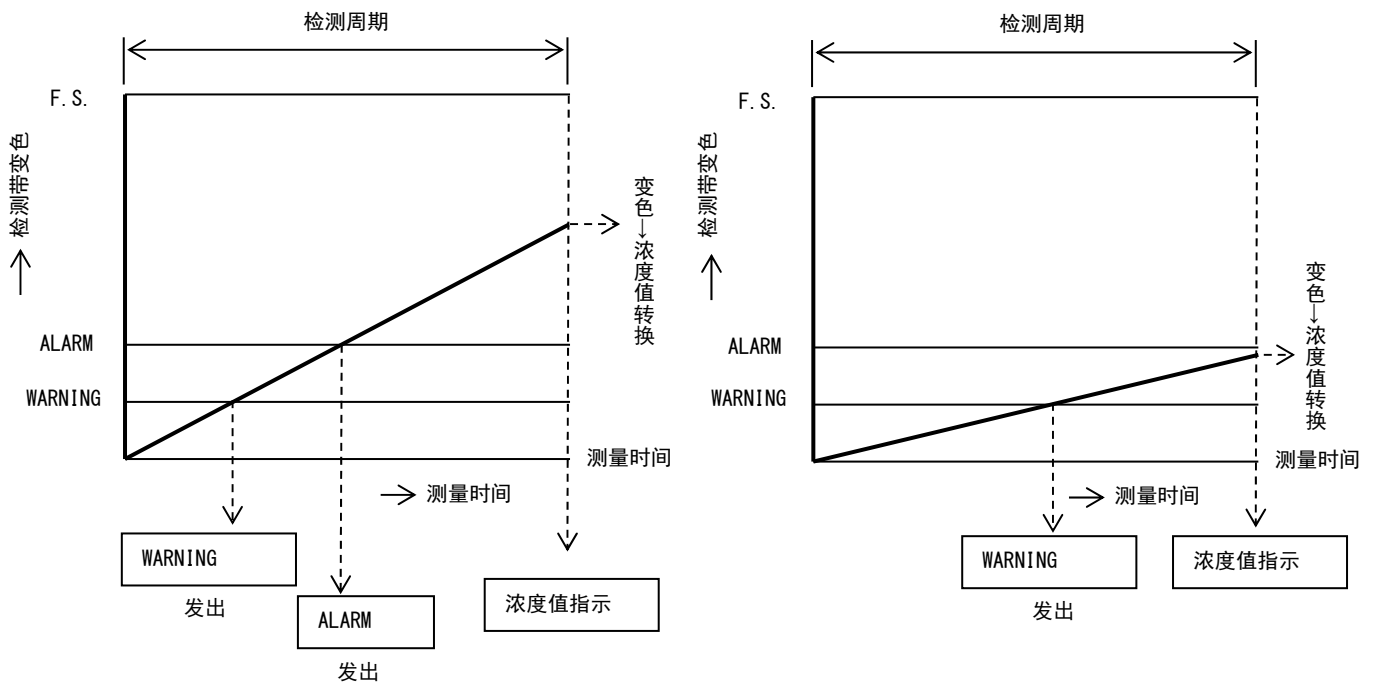 检测周期
F.S.
检测带变色
变色→浓度值转换
ALARM
WARNING
测量时间
测量时间
WARNING
发出
ALARM
发出
浓度值指示
检测周期
F.S.
检测带变色
变色→浓度值转换
ALARM
WARNING
测量时间
测量时间
WARNING
发出
浓度值指示